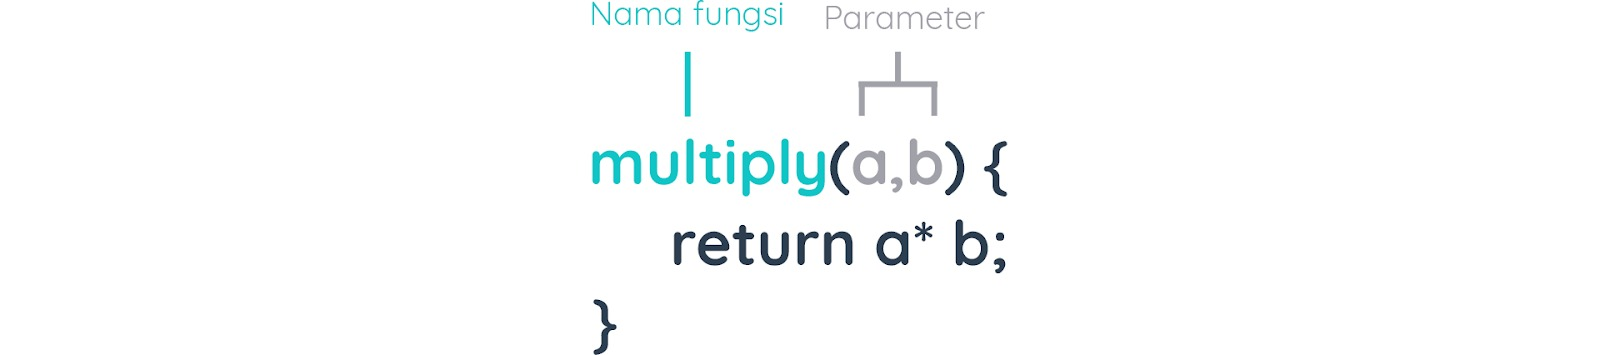 Nama fungsi Parameter
multiply(a,b) {
return a* b;
}